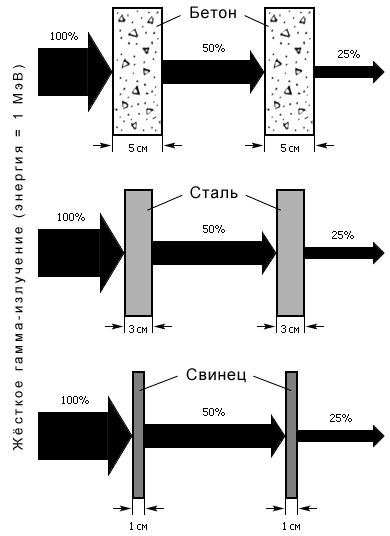 Жёсткое гамма-излучение (энергия = 1 МэВ)
Бетон
100%
50%
25%
5 см
5 см
Сталь
100%
50%
25%
3 см
3 см
Свинец
100%
50%
25%
1 см
1 см